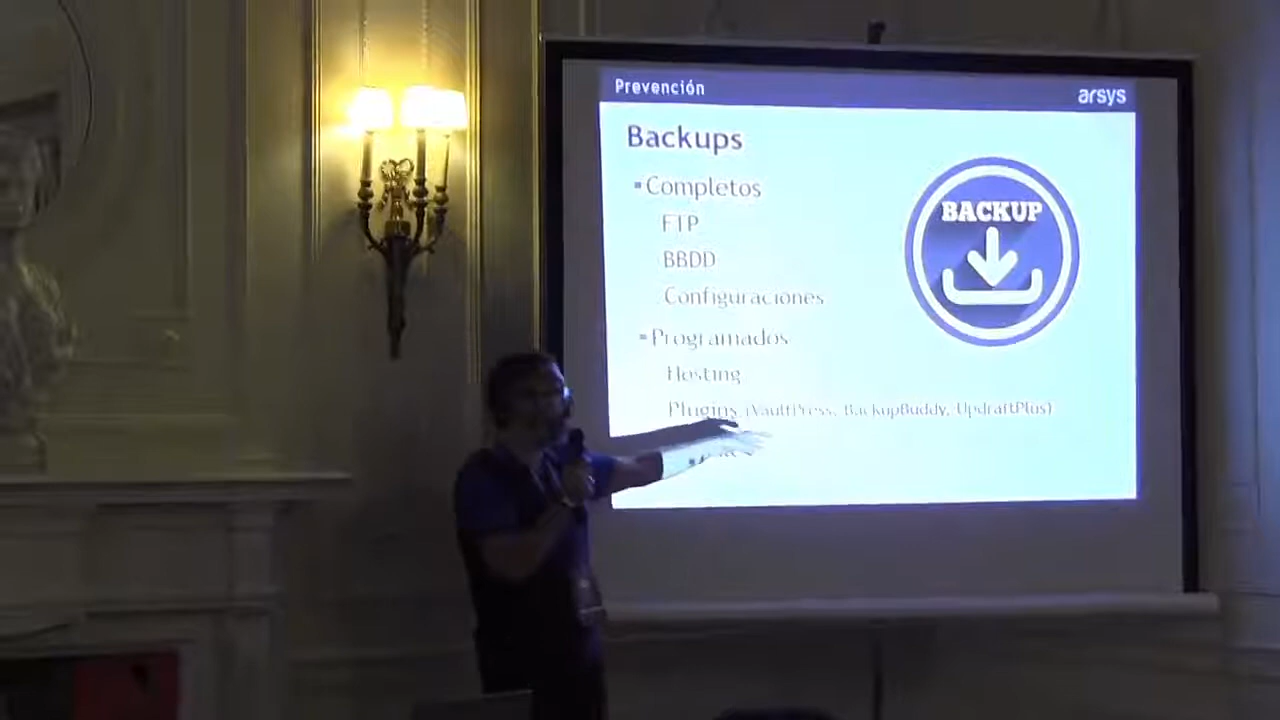 Prevención
arsys
Backups
▪Completos
FTP
BBDD
Configuraciones
▪Programados
Hosting
Plugins (VaultPress, BackupBuddy, UpdraftPlus)
BACKUP